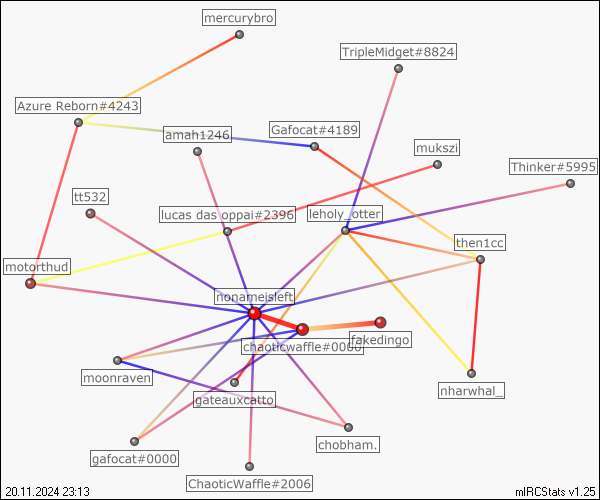 mercurybro
TripleMidget#8824
Azure Reborn#4243
Gafocat#4189
amah1246
mukszi
Thinker#5995
tt532
lucas das oppai#2396
leholy_otter
then1cc
motorthud
nonameisleft
chaoticwaffle#0000
fakedingo
moonraven
nharwhal_
gateauxcatto
chobham.
gafocat#0000
ChaoticWaffle#2006
20.11.2024 23:13
mIRCStats v1.25